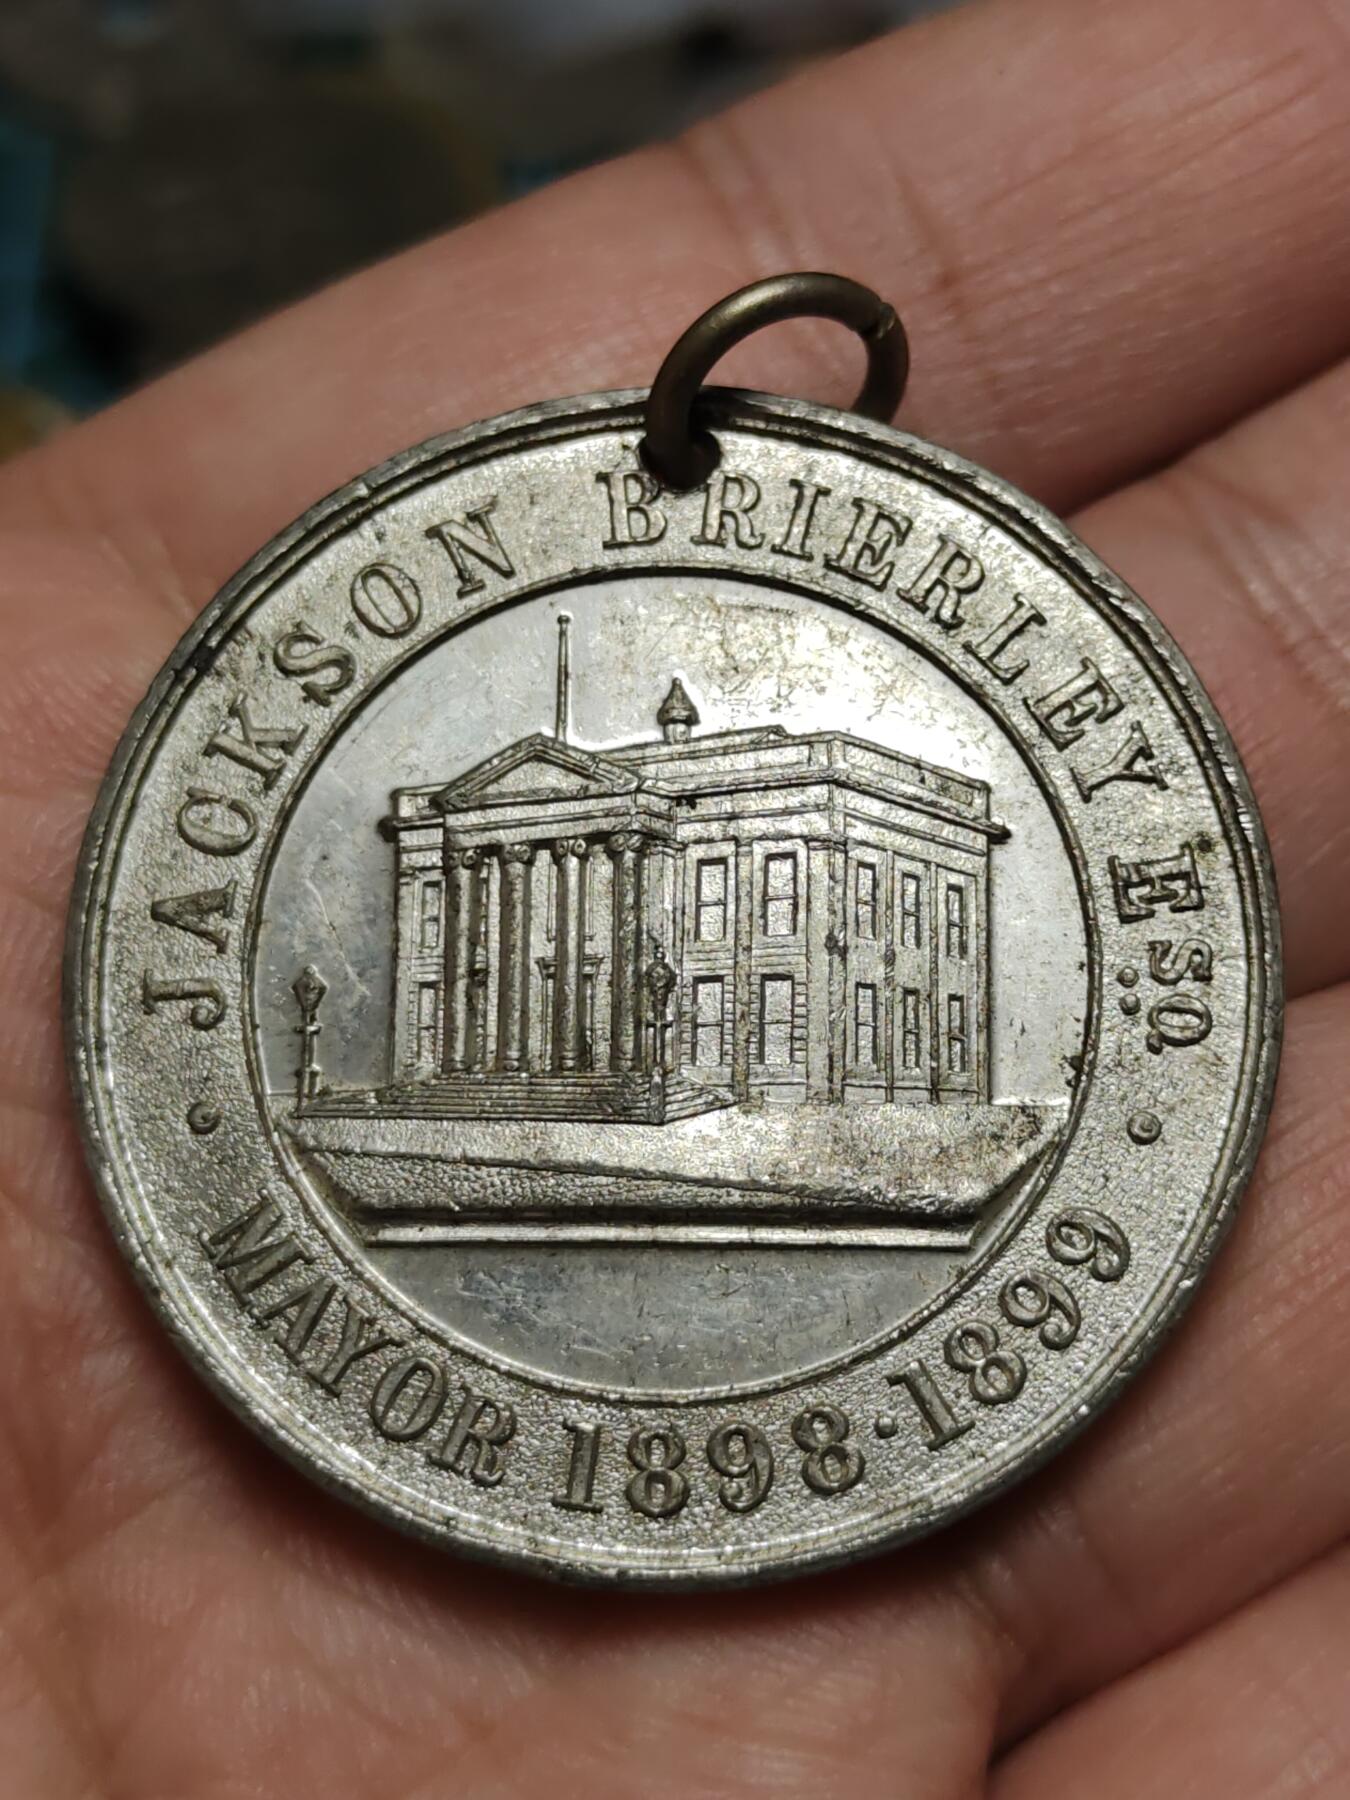 JACKSON BRIERLEY ESQ.
· MAYOR 1898·1899 ·